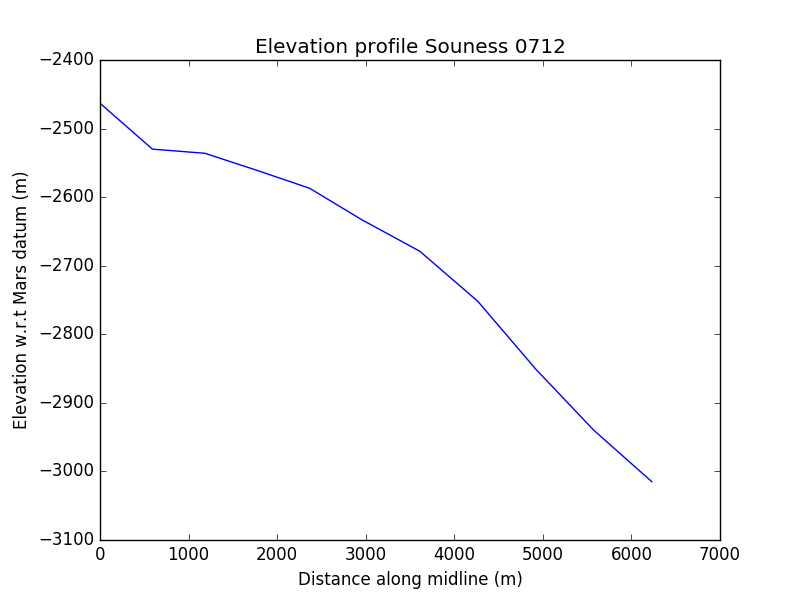 Elevation profile Souness 0712
−2400
−2500
−2600
−2700
−2800
−2900
−3000
−3100
Elevation w.r.t Mars datum (m)
0 1000 2000 3000 4000 5000 6000 7000
Distance along midline (m)